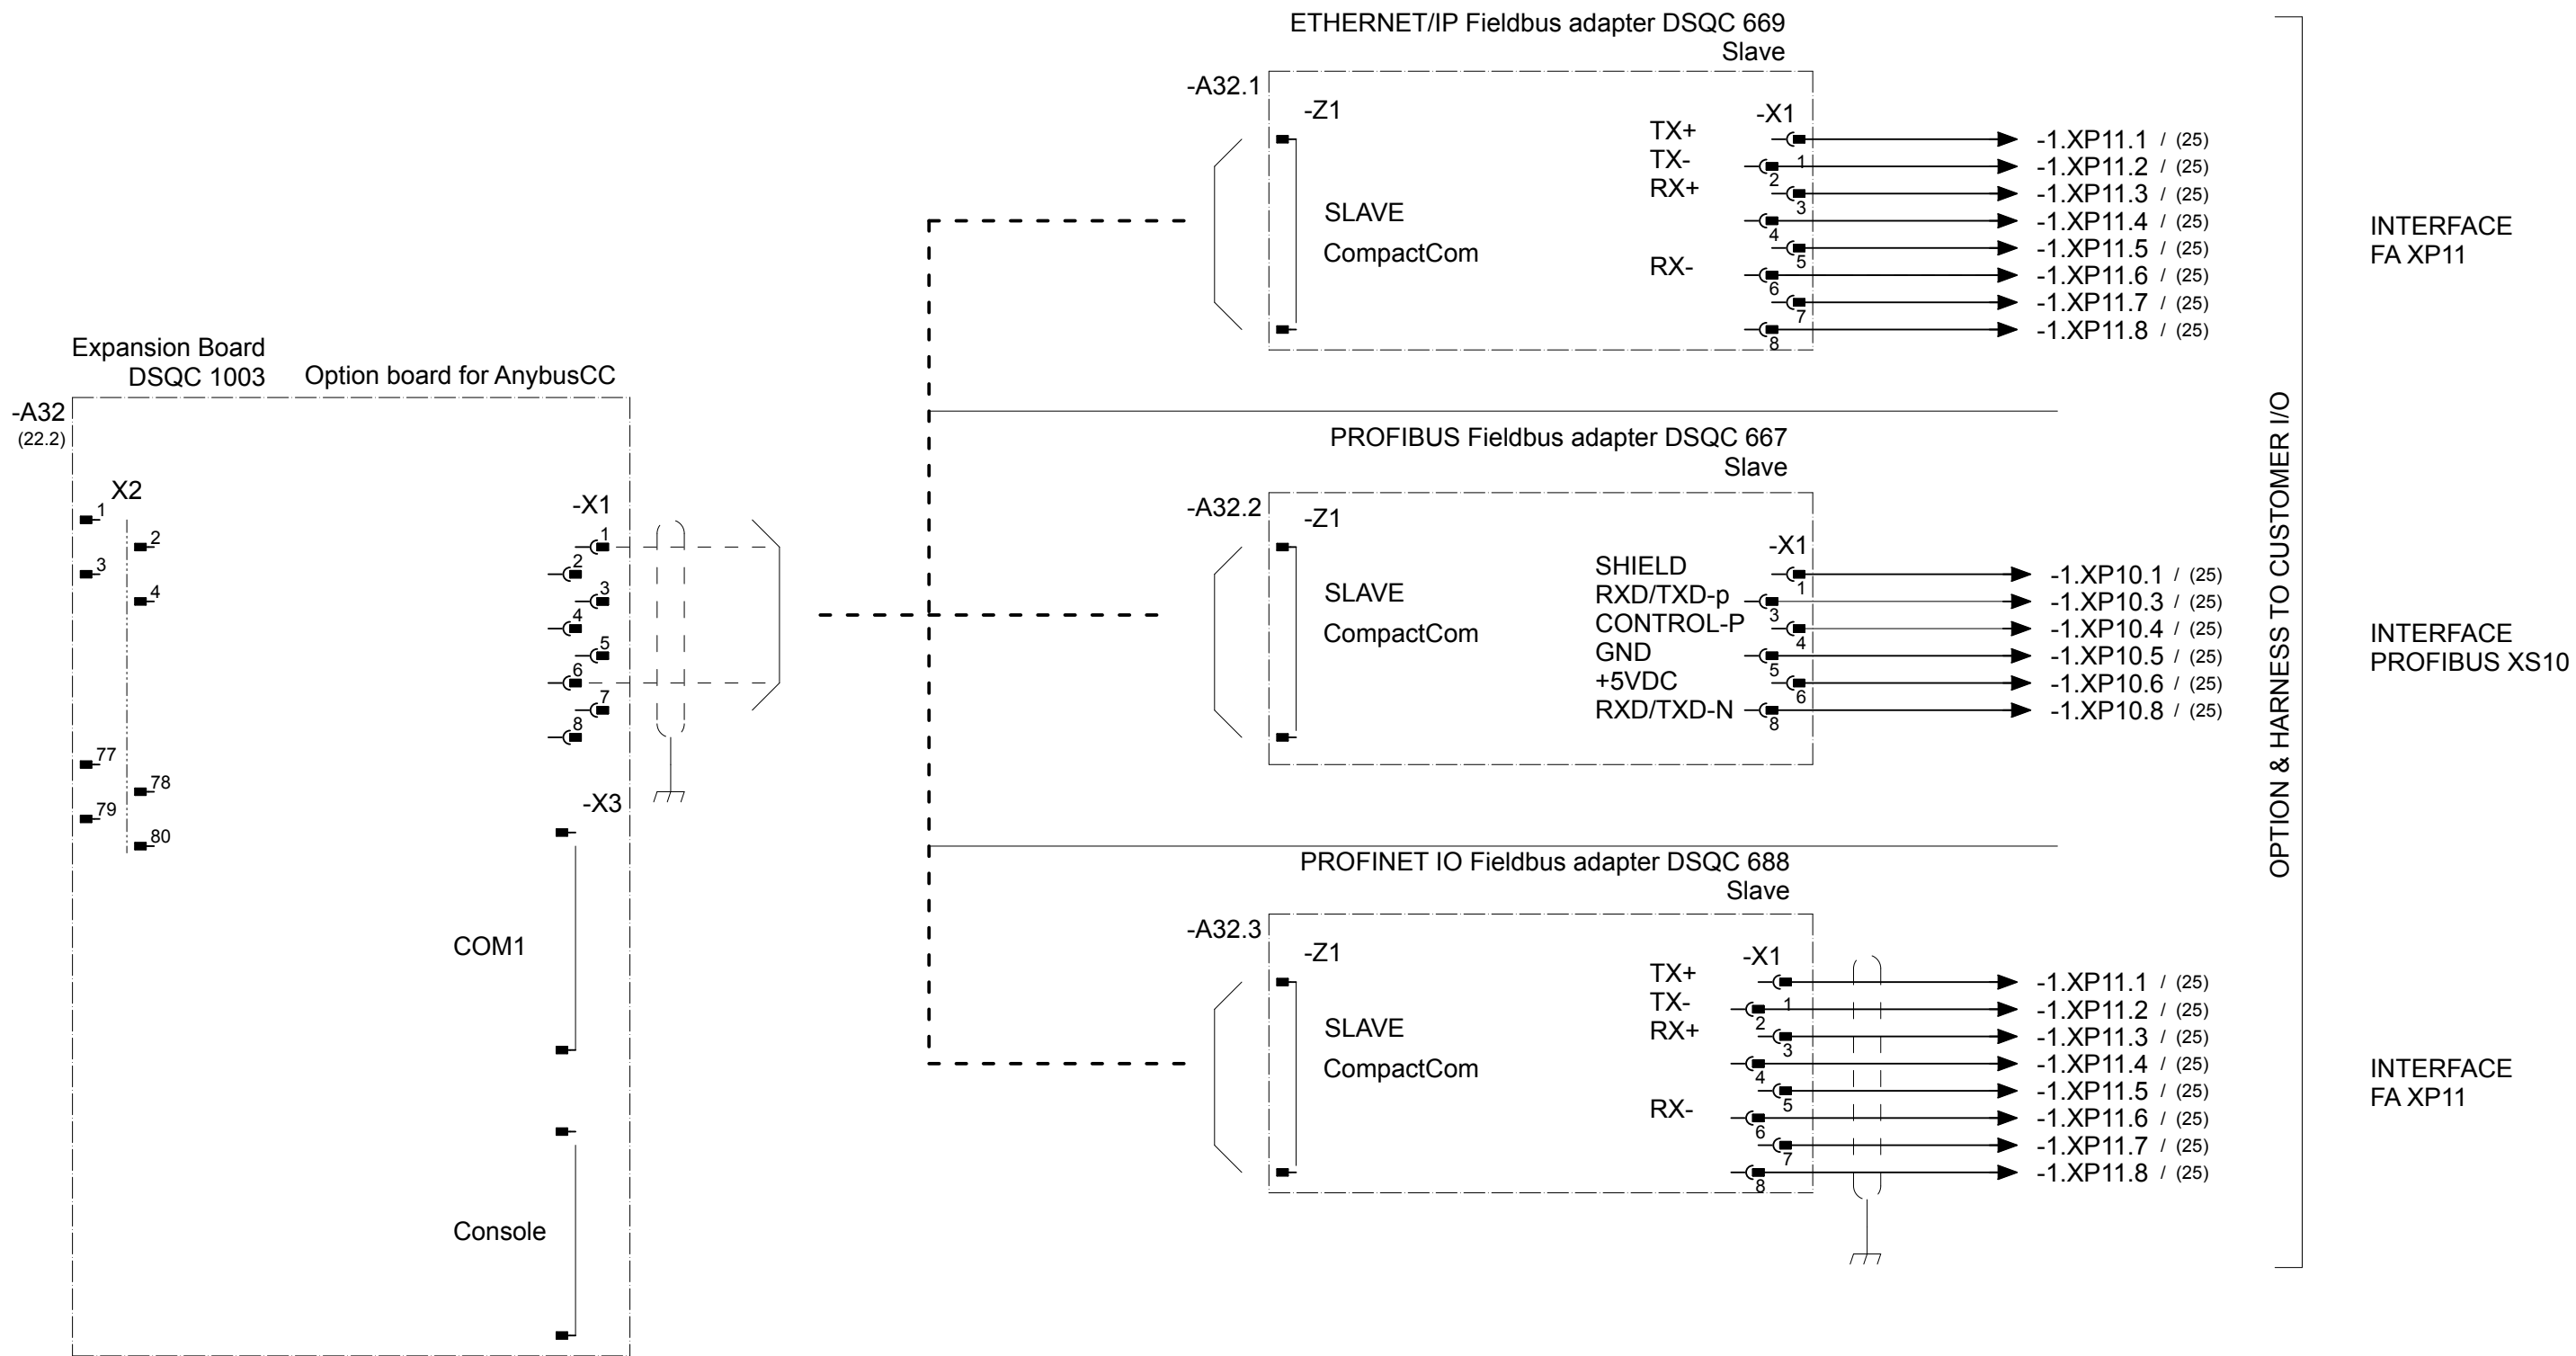 ETHERNET/IP Fieldbus adapter DSQC 669
Slave
-A32.1
-Z1
-X1
SLAVE
CompactCom
TX+
TX-
RX+
RX-
1
2
3
4
5
6
7
8
-1.XP11.1 / (25)
-1.XP11.2 / (25)
-1.XP11.3 / (25)
-1.XP11.4 / (25)
-1.XP11.5 / (25)
-1.XP11.6 / (25)
-1.XP11.7 / (25)
-1.XP11.8 / (25)
INTERFACE
FA XP11
Expansion Board
DSQC 1003
Option board for AnybusCC
-A32
(22.2)
X2
1
2
3
4
77
78
79
80
-X1
1
2
3
4
5
6
7
8
-X3
COM1
Console
PROFIBUS Fieldbus adapter DSQC 667
Slave
-A32.2
-Z1
-X1
SLAVE
CompactCom
SHIELD
RXD/TXD-p
CONTROL-P
GND
+5VDC
RXD/TXD-N
1
3
4
5
6
8
-1.XP10.1 / (25)
-1.XP10.3 / (25)
-1.XP10.4 / (25)
-1.XP10.5 / (25)
-1.XP10.6 / (25)
-1.XP10.8 / (25)
INTERFACE
PROFIBUS XS10
PROFINET IO Fieldbus adapter DSQC 688
Slave
-A32.3
-Z1
-X1
SLAVE
CompactCom
TX+
TX-
RX+
RX-
1
2
3
4
5
6
7
8
-1.XP11.1 / (25)
-1.XP11.2 / (25)
-1.XP11.3 / (25)
-1.XP11.4 / (25)
-1.XP11.5 / (25)
-1.XP11.6 / (25)
-1.XP11.7 / (25)
-1.XP11.8 / (25)
INTERFACE
FA XP11
OPTION & HARNESS TO CUSTOMER I/O